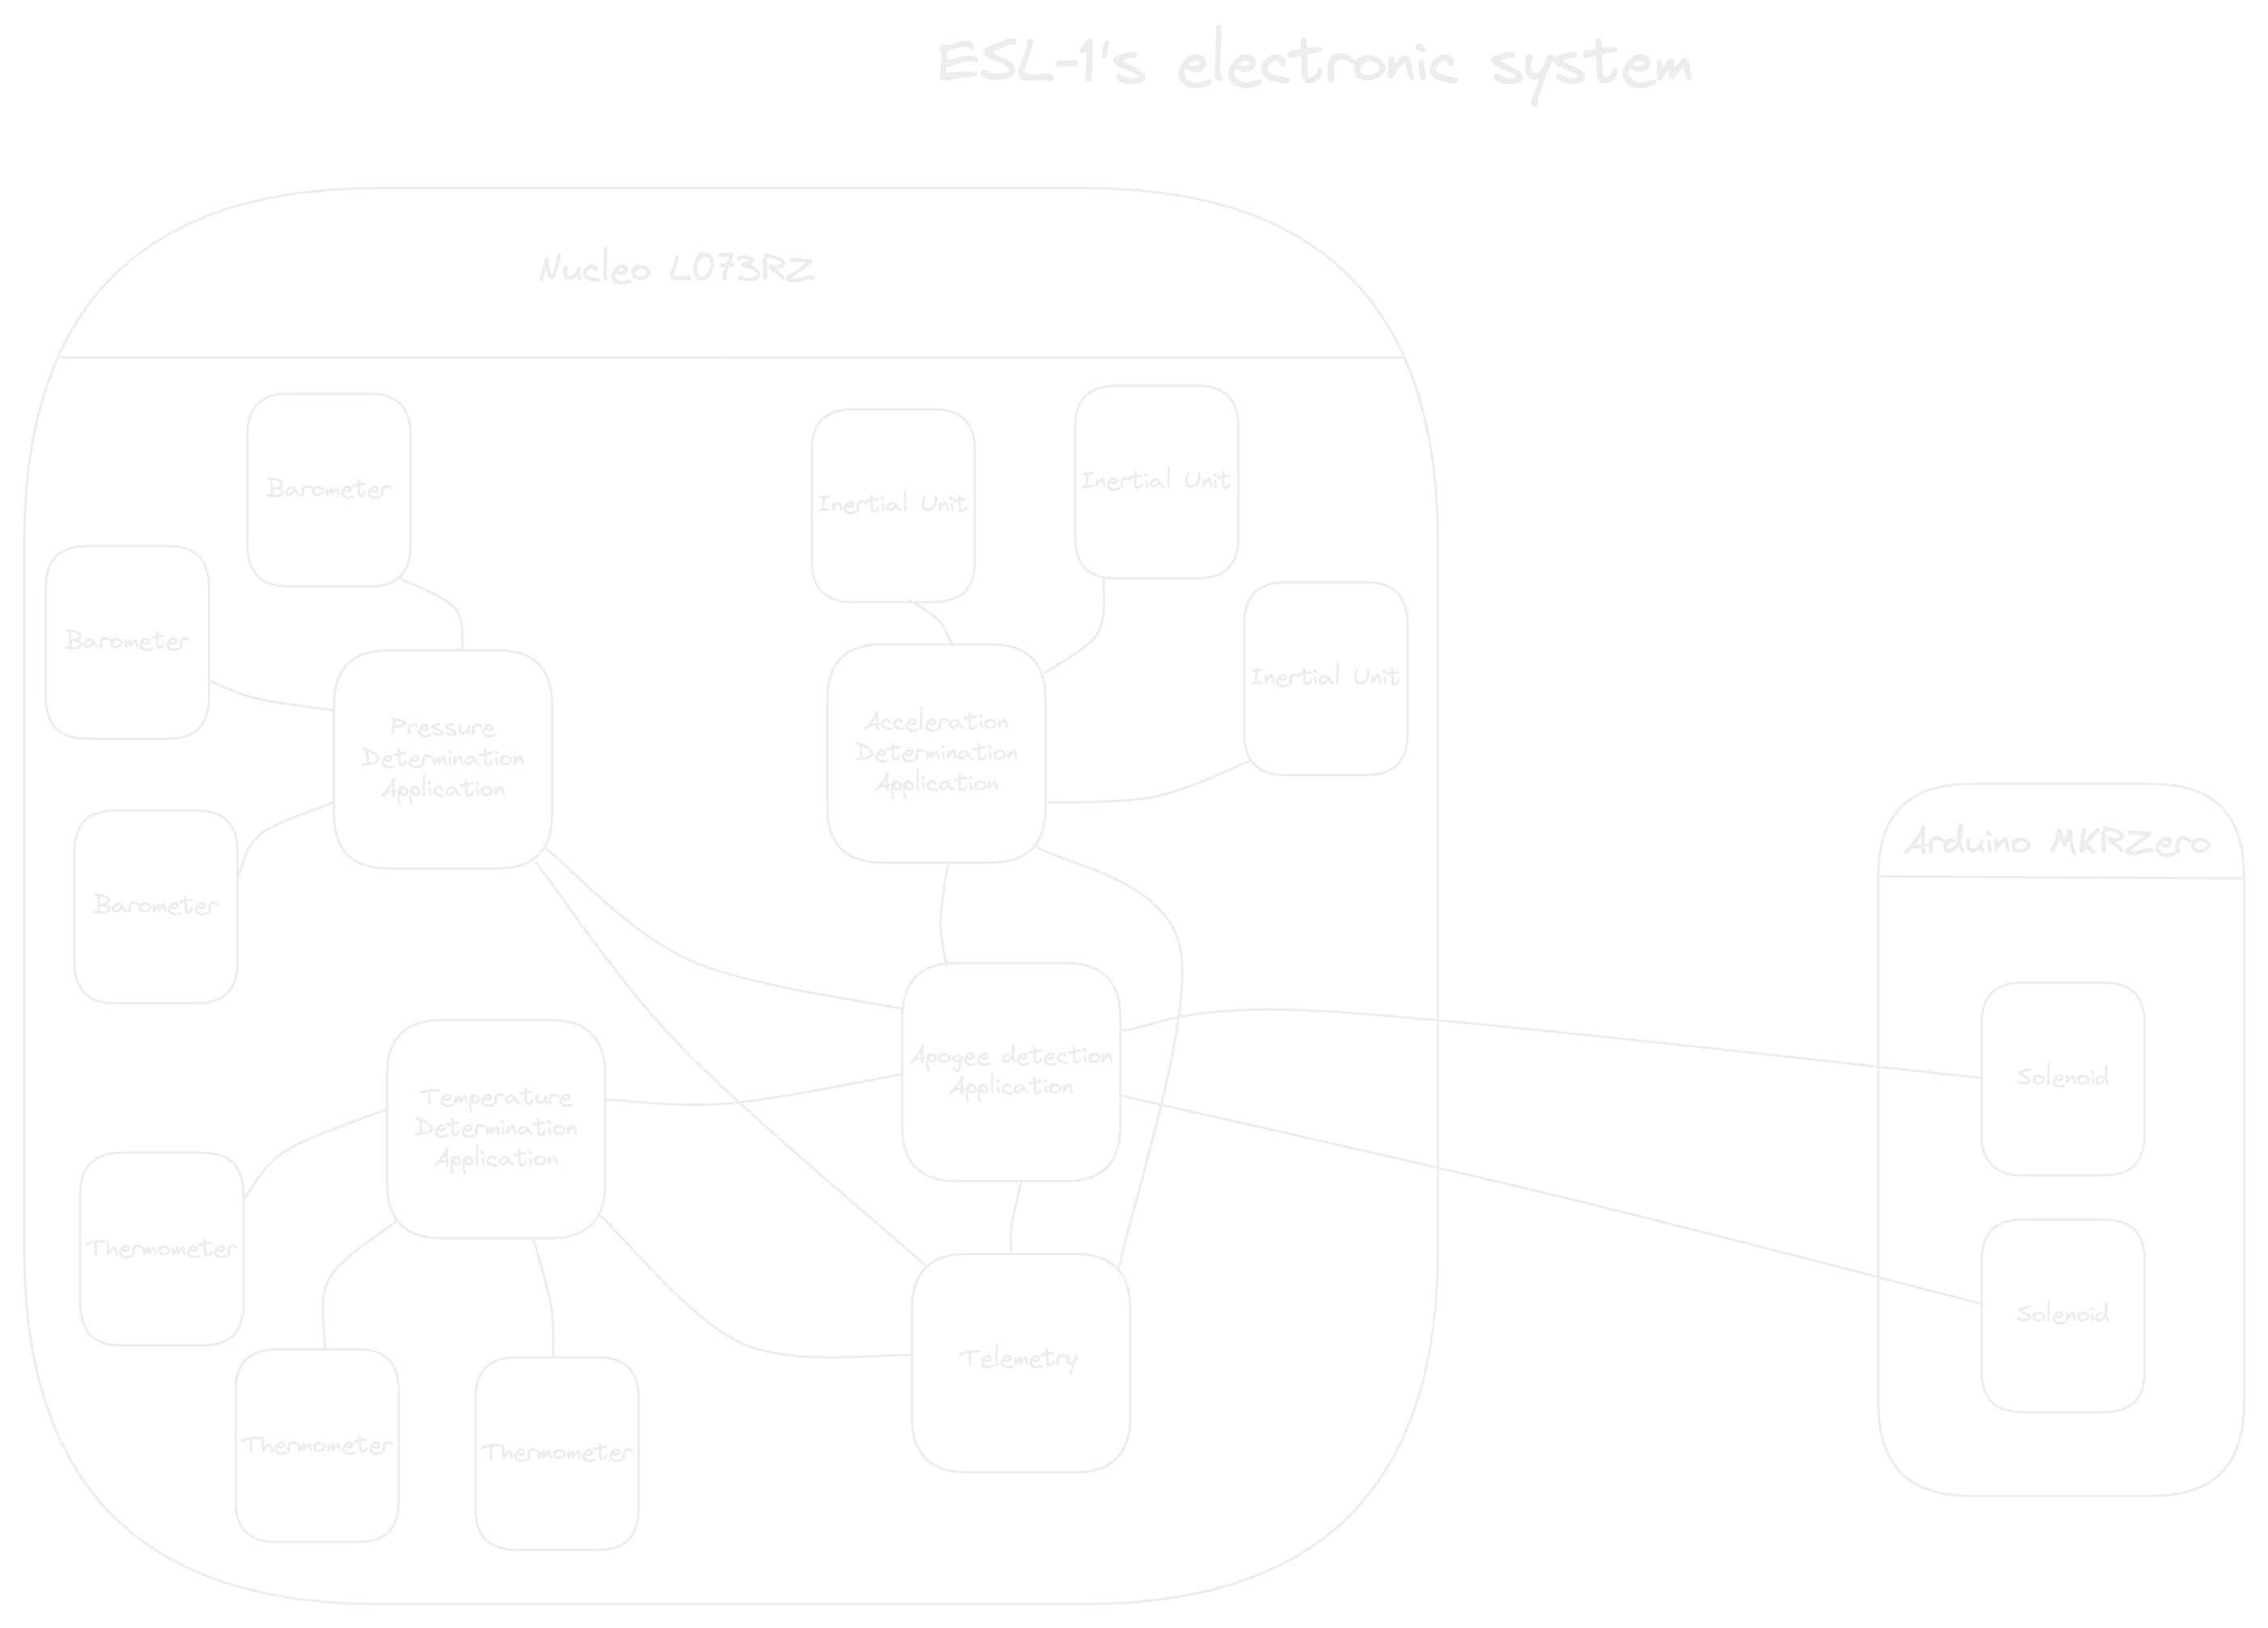 ESL-1's electronic system
Nucleo L073RZ
Barometer
Inertial Unit
Inertial Unit
Barometer
Inertial Unit
Pressure
Determination
Application
Acceleration
Determination
Application
Barometer
Arduino MKRZero
Apogee detection
Application
Solenoid
Temperature
Determination
Application
Thermometer
Solenoid
Telemetry
Thermometer
Thermometer